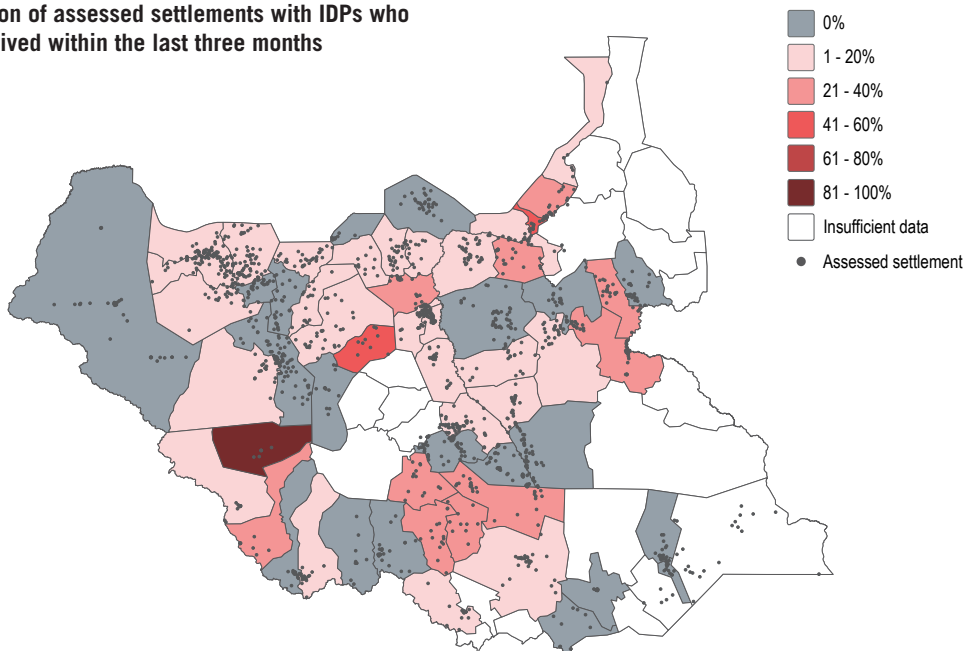 on of assessed settlements with IDPs who
ived within the last three months
0%
1 - 20%
21 - 40%
41 - 60%
61 - 80%
81 - 100%
Insufficient data
Assessed settlement